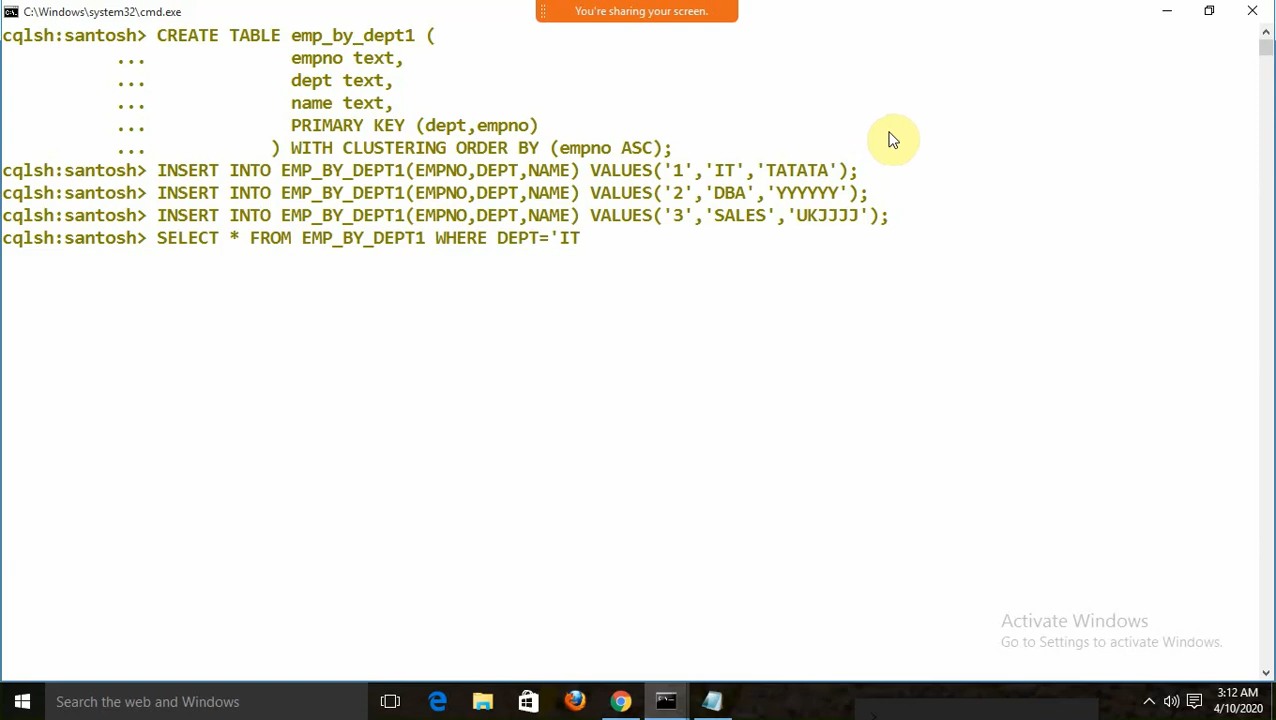 C:\Windows\system32\cmd.exe
You're sharing your screen.
cqlsh:santosh> CREATE TABLE emp_by_dept1 (
... empno text,
... dept text,
... name text,
... PRIMARY KEY (dept,empno)
... ) WITH CLUSTERING ORDER BY (empno ASC);
cqlsh:santosh> INSERT INTO EMP_BY_DEPT1(EMPNO,DEPT,NAME) VALUES('1','IT','TATATA');
cqlsh:santosh> INSERT INTO EMP_BY_DEPT1(EMPNO,DEPT,NAME) VALUES('2','DBA','YYYYYY');
cqlsh:santosh> INSERT INTO EMP_BY_DEPT1(EMPNO,DEPT,NAME) VALUES('3','SALES','UKJJJJ');
cqlsh:santosh> SELECT * FROM EMP_BY_DEPT1 WHERE DEPT='IT
Activate Windows
Go to Settings to activate Windows.
Search the web and Windows
3:12 AM
4/10/2020